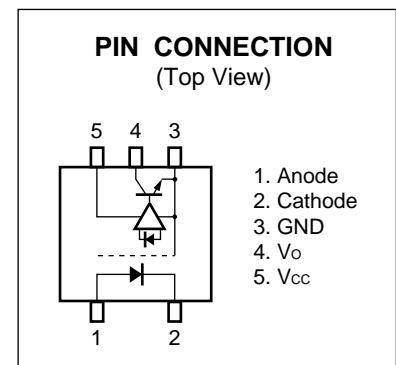 PIN CONNECTION
(Top View)
5 4 3
1. Anode
2. Cathode
3. GND
4. Vo
5. Vcc
1 2